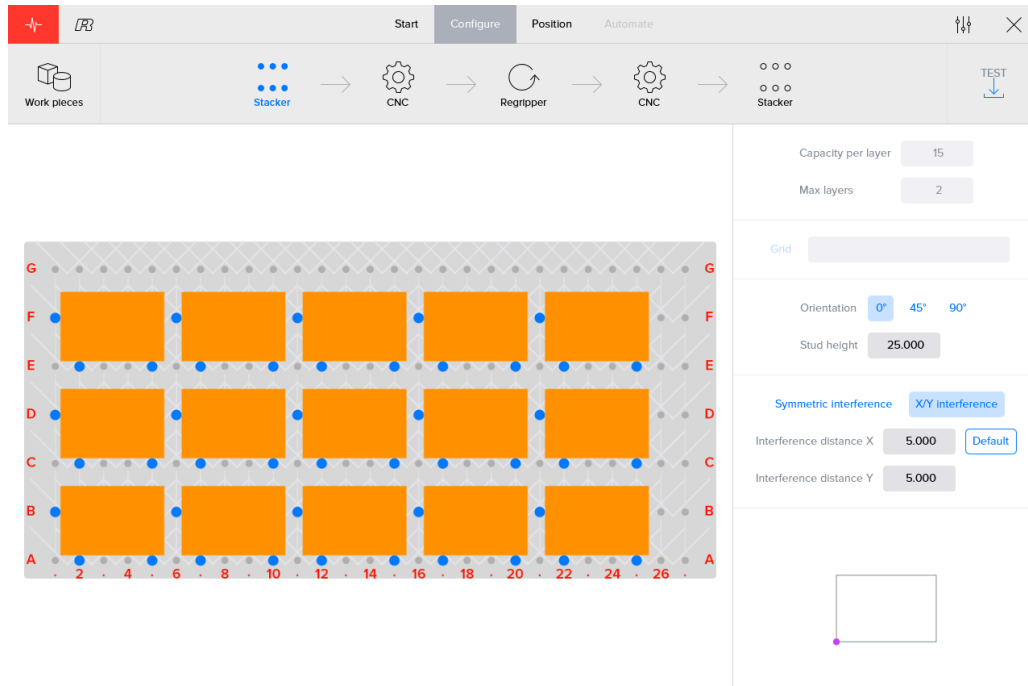 Start Configure Position Automate
Work pieces Stacker CNC Regripper CNC Stacker TEST
Capacity per layer 15
Max layers 2
Grid
Orientation 0° 45° 90°
Stud height 25.000
Symmetric interference X/Y interference
Interference distance X 5.000 Default
Interference distance Y 5.000
G G
F F
E E
D D
C C
B B
A A
· 2 · 4 · 6 · 8 · 10 · 12 · 14 · 16 · 18 · 20 · 22 · 24 · 26 ·